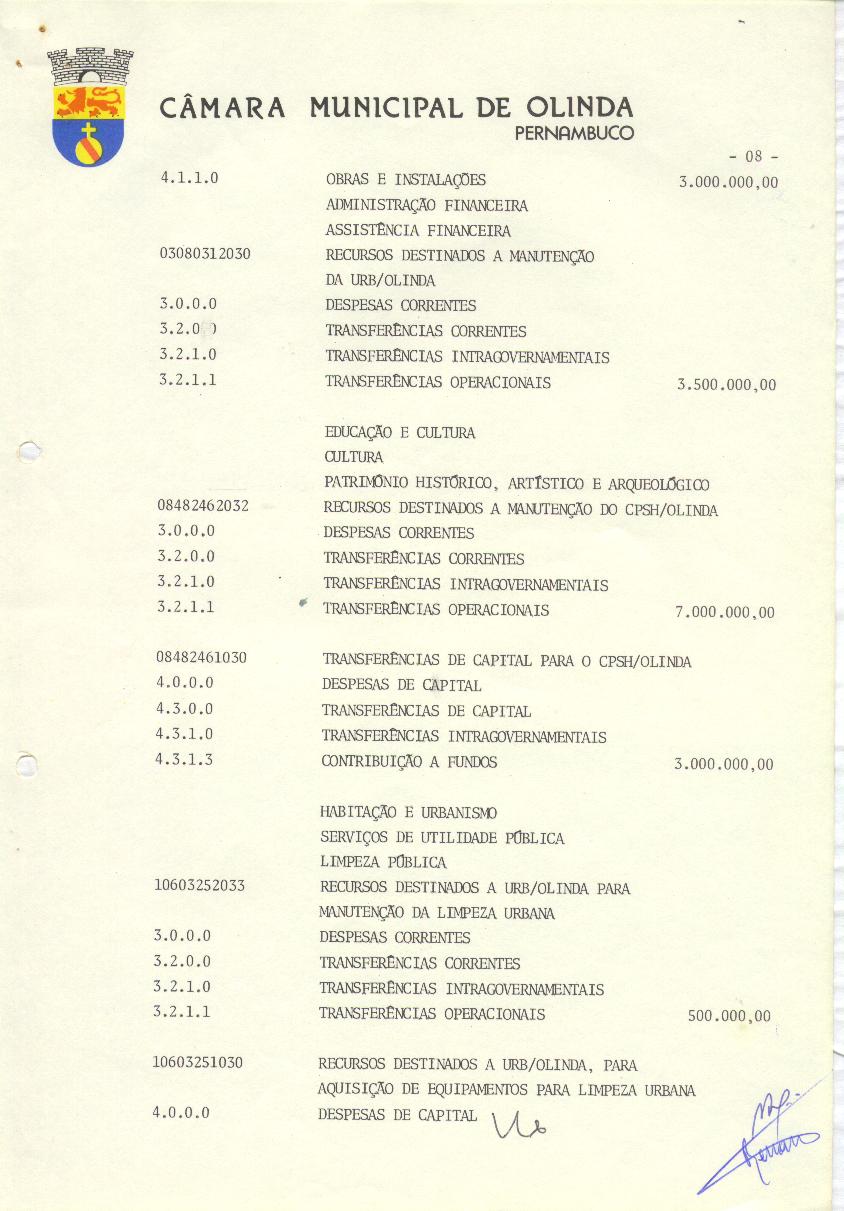 CÂMARA MUNICIPAL DE OLINDA
PERNAMBUCO
- 08 -
4.1.1.0 OBRAS E INSTALAÇÕES 3.000.000,00
ADMINISTRAÇÃO FINANCEIRA
ASSISTÊNCIA FINANCEIRA
03080312030 RECURSOS DESTINADOS A MANUTENÇÃO
DA URB/OLINDA
3.0.0.0 DESPESAS CORRENTES
3.2.0 TRANSFERÊNCIAS CORRENTES
3.2.1.0 TRANSFERÊNCIAS INTRAGOVERNAMENTAIS
3.2.1.1 TRANSFERÊNCIAS OPERACIONAIS 3.500.000,00
EDUCAÇÃO E CULTURA
CULTURA
PATRIMÔNIO HISTÓRICO, ARTÍSTICO E ARQUEOLÓGICO
08482462032 RECURSOS DESTINADOS A MANUTENÇÃO DO CPSH/OLINDA
3.0.0.0 DESPESAS CORRENTES
3.2.0.0 TRANSFERÊNCIAS CORRENTES
3.2.1.0 TRANSFERÊNCIAS INTRAGOVERNAMENTAIS
3.2.1.1 TRANSFERÊNCIAS OPERACIONAIS 7.000.000,00
08482461030 TRANSFERÊNCIAS DE CAPITAL PARA O CPSH/OLINDA
4.0.0.0 DESPESAS DE CAPITAL
4.3.0.0 TRANSFERÊNCIAS DE CAPITAL
4.3.1.0 TRANSFERÊNCIAS INTRAGOVERNAMENTAIS
4.3.1.3 CONTRIBUIÇÃO A FUNDOS 3.000.000,00
HABITAÇÃO E URBANISMO
SERVIÇOS DE UTILIDADE PÚBLICA
LIMPEZA PÚBLICA
10603252033 RECURSOS DESTINADOS A URB/OLINDA PARA
MANUTENÇÃO DA LIMPEZA URBANA
3.0.0.0 DESPESAS CORRENTES
3.2.0.0 TRANSFERÊNCIAS CORRENTES
3.2.1.0 TRANSFERÊNCIAS INTRAGOVERNAMENTAIS
3.2.1.1 TRANSFERÊNCIAS OPERACIONAIS 500.000,00
10603251030 RECURSOS DESTINADOS A URB/OLINDA, PARA
AQUISIÇÃO DE EQUIPAMENTOS PARA LIMPEZA URBANA
4.0.0.0 DESPESAS DE CAPITAL